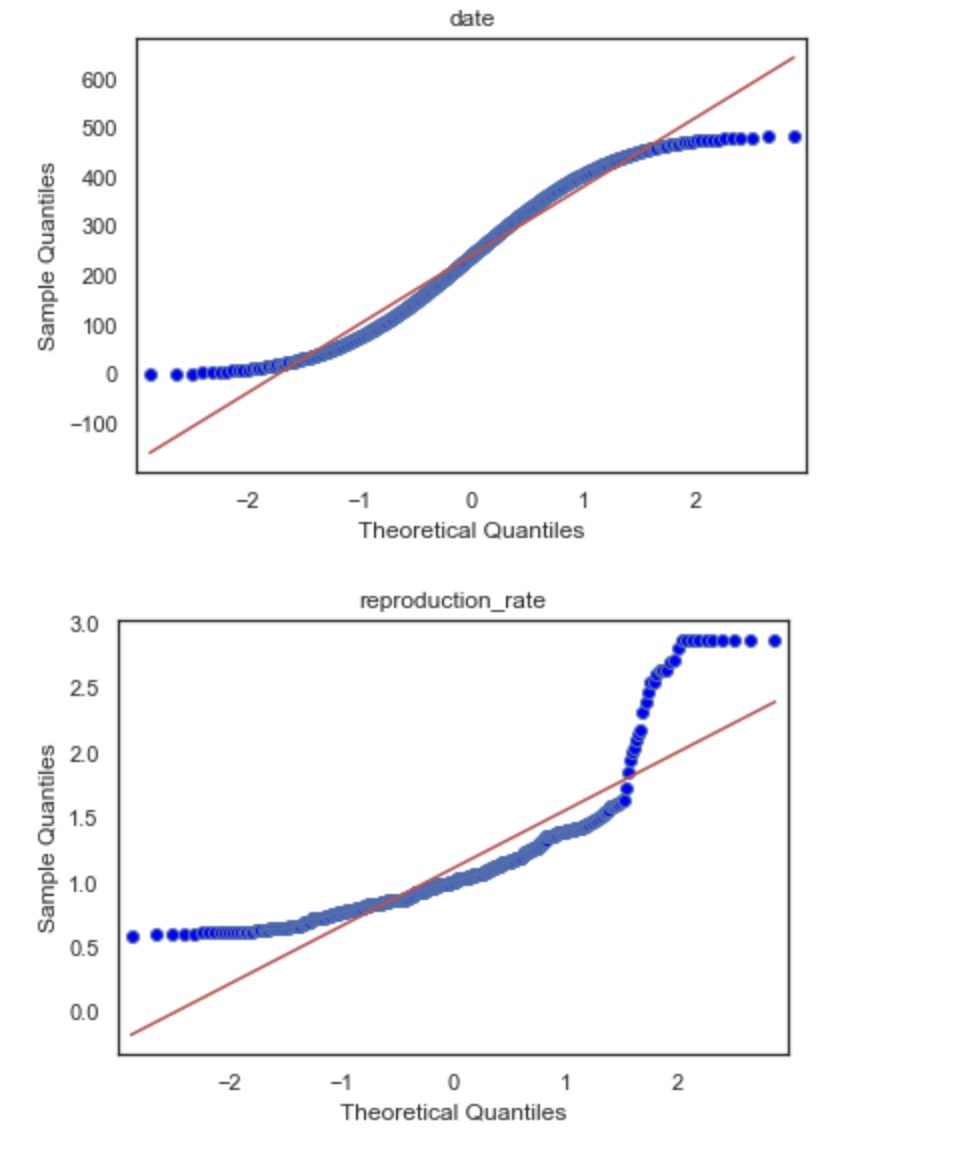 date
600
500
400
300
200
100
0
−100
Sample Quantiles
−2 −1 0 1 2
Theoretical Quantiles
reproduction_rate
3.0
2.5
2.0
1.5
1.0
0.5
0.0
Sample Quantiles
−2 −1 0 1 2
Theoretical Quantiles